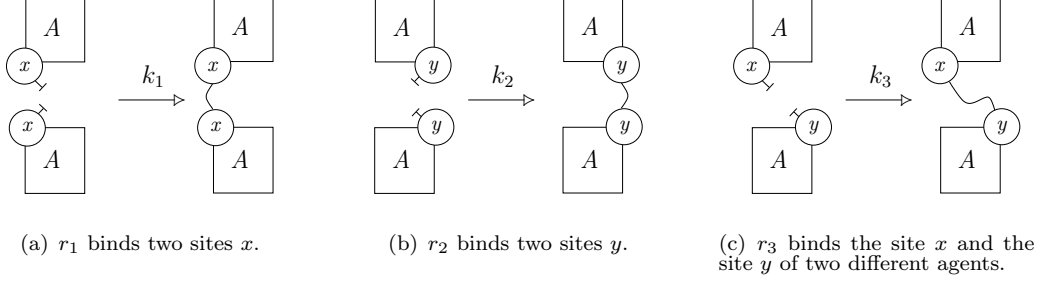 A A A A A A
x x y y x x
k₁ k₂ k₃
x x y y y y
A A A A A A
(a) r₁ binds two sites x. (b) r₂ binds two sites y. (c) r₃ binds the site x and the
site y of two different agents.